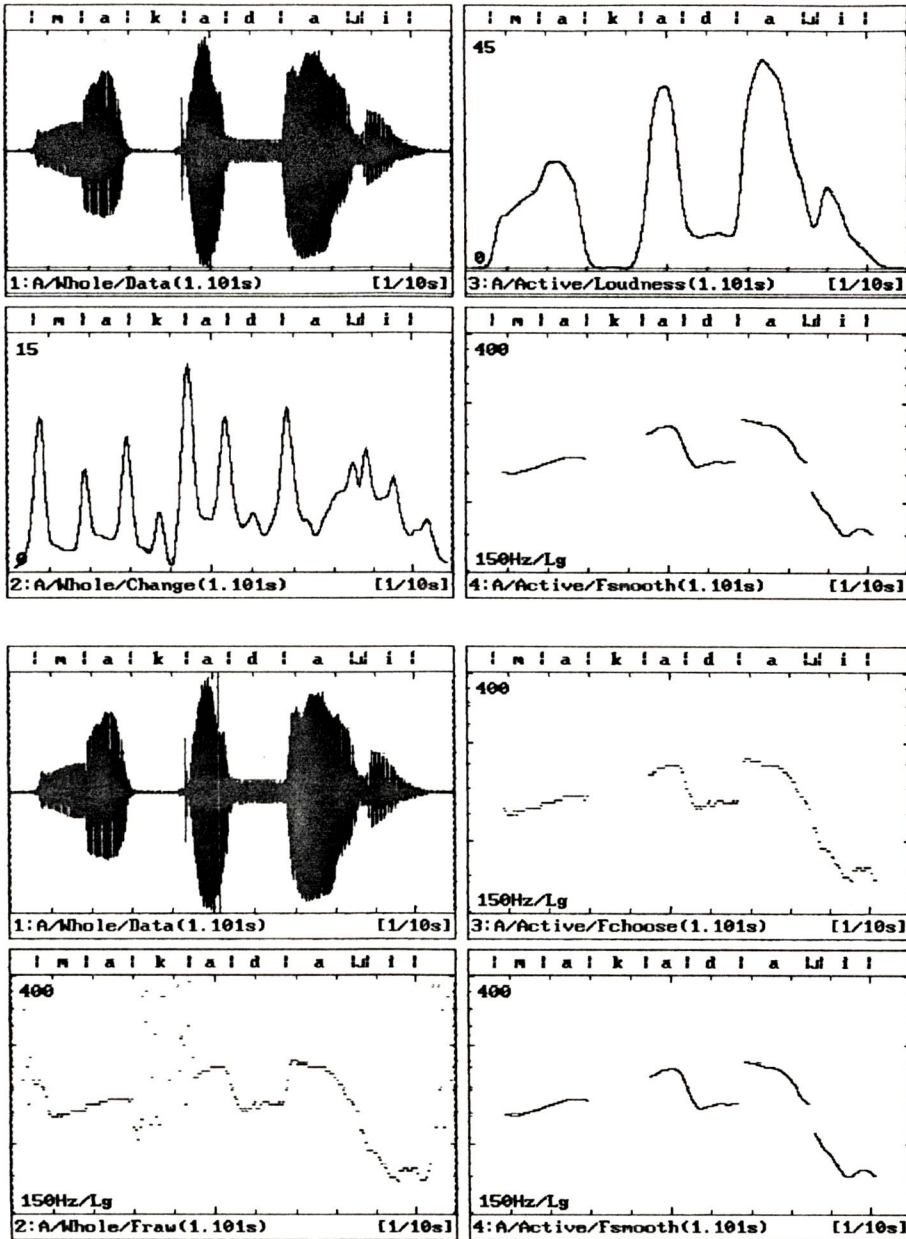 ¦ m ¦ a ¦ k ¦ a ¦ d ¦ a ¦ɯ¦ i ¦
1:A/Whole/Data(1.101s) [1/10s]
¦ m ¦ a ¦ k ¦ a ¦ d ¦ a ¦ɯ¦ i ¦
45
0
3:A/Active/Loudness(1.101s) [1/10s]
¦ m ¦ a ¦ k ¦ a ¦ d ¦ a ¦ɯ¦ i ¦
15
0
2:A/Whole/Change(1.101s) [1/10s]
¦ m ¦ a ¦ k ¦ a ¦ d ¦ a ¦ɯ¦ i ¦
400
150Hz/Lg
4:A/Active/Fsmooth(1.101s) [1/10s]
¦ m ¦ a ¦ k ¦ a ¦ d ¦ a ¦ɯ¦ i ¦
1:A/Whole/Data(1.101s) [1/10s]
¦ m ¦ a ¦ k ¦ a ¦ d ¦ a ¦ɯ¦ i ¦
400
150Hz/Lg
3:A/Active/Fchoose(1.101s) [1/10s]
¦ m ¦ a ¦ k ¦ a ¦ d ¦ a ¦ɯ¦ i ¦
400
150Hz/Lg
2:A/Whole/Fraw(1.101s) [1/10s]
¦ m ¦ a ¦ k ¦ a ¦ d ¦ a ¦ɯ¦ i ¦
400
150Hz/Lg
4:A/Active/Fsmooth(1.101s) [1/10s]